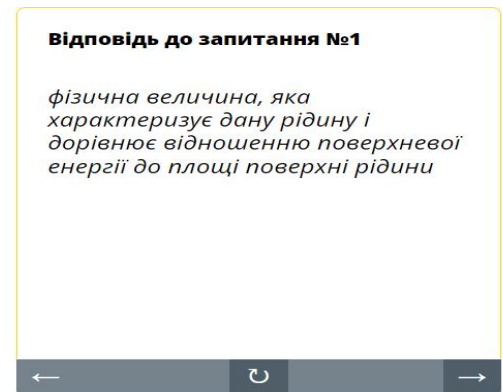 Відповідь до запитання №1
фізична величина, яка
характеризує дану рідину і
дорівнює відношенню поверхневої
енергії до площі поверхні рідини